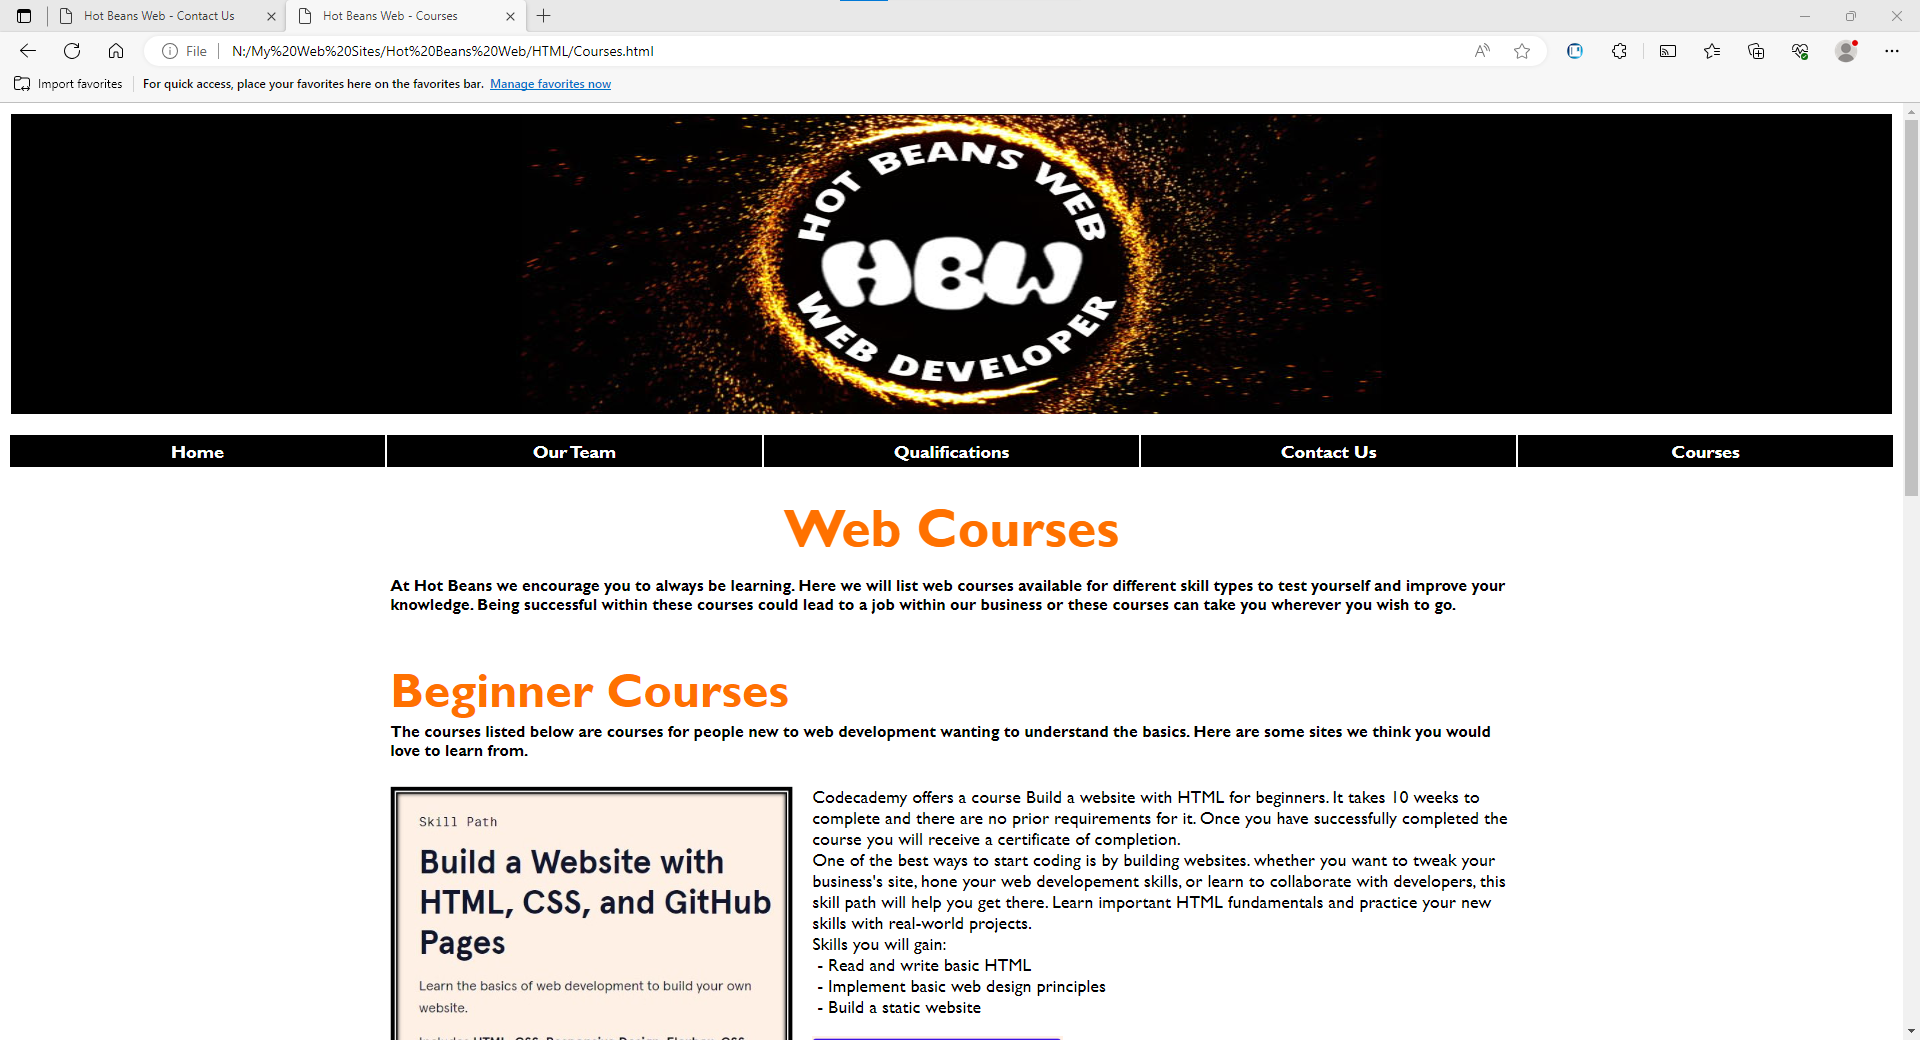 Hot Beans Web - Contact Us
Hot Beans Web - Courses
File
N:/My%20Web%20Sites/Hot%20Beans%20Web/HTML/Courses.html
Import favorites
For quick access, place your favorites here on the favorites bar. Manage favorites now
HOT BEANS WEB
HBW
WEB DEVELOPER
Home
Our Team
Qualifications
Contact Us
Courses
Web Courses
At Hot Beans we encourage you to always be learning. Here we will list web courses available for different skill types to test yourself and improve your
knowledge. Being successful within these courses could lead to a job within our business or these courses can take you wherever you wish to go.
Beginner Courses
The courses listed below are courses for people new to web development wanting to understand the basics. Here are some sites we think you would
love to learn from.
Skill Path
Build a Website with
HTML, CSS, and GitHub
Pages
Learn the basics of web development to build your own
website.
Codecademy offers a course Build a website with HTML for beginners. It takes 10 weeks to
complete and there are no prior requirements for it. Once you have successfully completed the
course you will receive a certificate of completion.
One of the best ways to start coding is by building websites. whether you want to tweak your
business's site, hone your web developement skills, or learn to collaborate with developers, this
skill path will help you get there. Learn important HTML fundamentals and practice your new
skills with real-world projects.
Skills you will gain:
- Read and write basic HTML
- Implement basic web design principles
- Build a static website